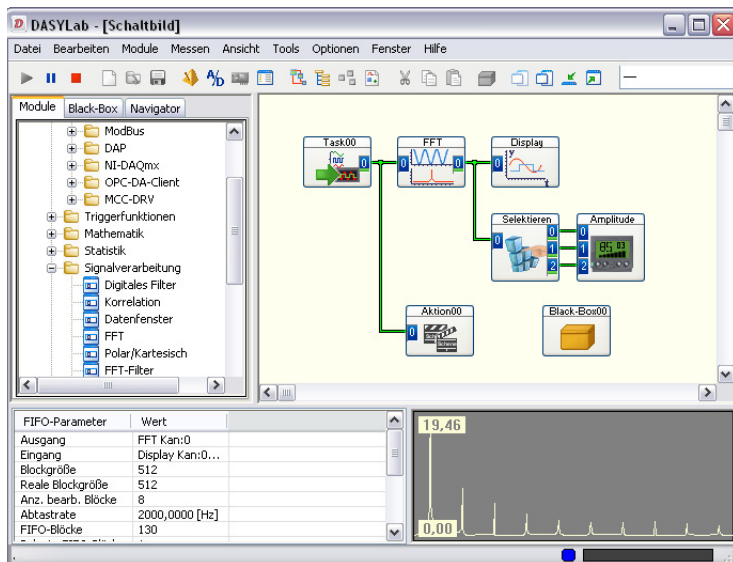 DASYLab - [Schaltbild]
Datei Bearbeiten Module Messen Ansicht Tools Optionen Fenster Hilfe
A/D
Module Black-Box Navigator
ModBus
DAP
NI-DAQmx
OPC-DA-Client
MCC-DRV
Triggerfunktionen
Mathematik
Statistik
Signalverarbeitung
Digitales Filter
Korrelation
Datenfenster
FFT
Polar/Kartesisch
FFT-Filter
Task00 FFT Display
0 0 0 0
y
t
Selektieren Amplitude
0 0 0
1 1
2 2
85 03
Aktion00 Black-Box00
0
FIFO-Parameter Wert
Ausgang FFT Kan:0
Eingang Display Kan:0...
Blockgröße 512
Reale Blockgröße 512
Anz. bearb. Blöcke 8
Abtastrate 2000,0000 [Hz]
FIFO-Blöcke 130
19,46
0,00